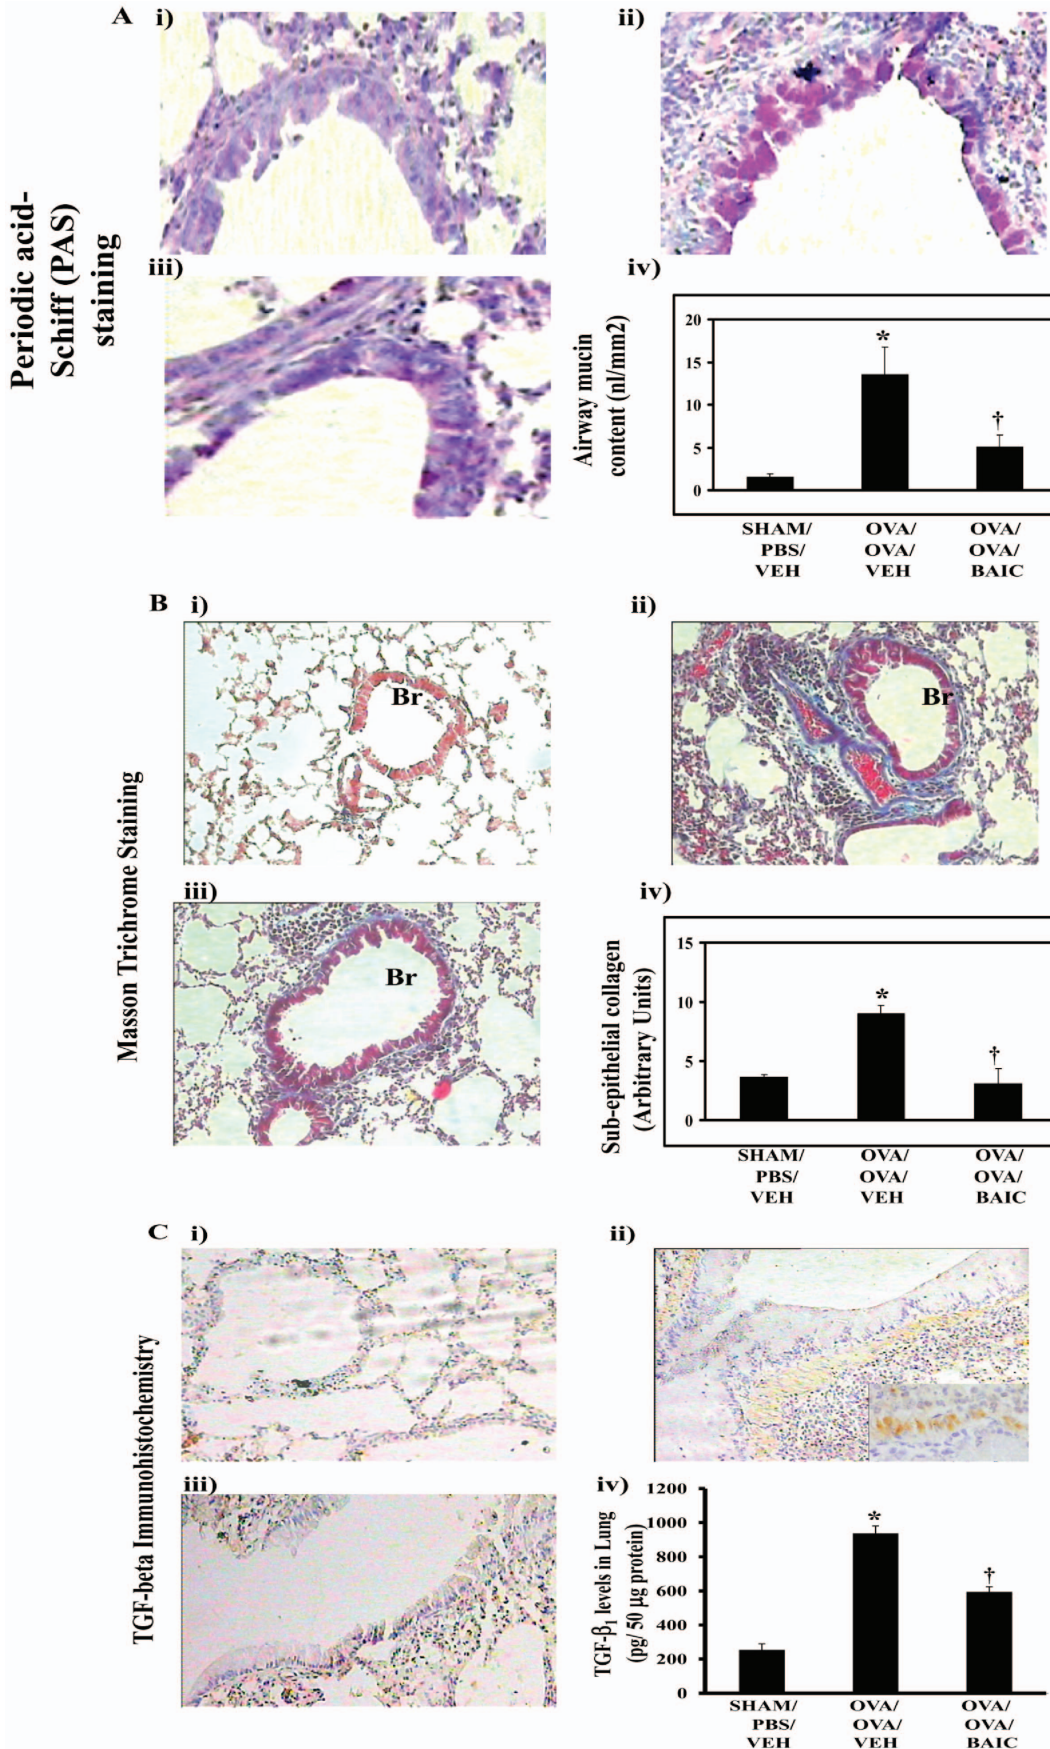 A i)
ii)
Periodic acid-
Schiff (PAS)
staining
iii)
iv)
Airway mucin
content (nl/mm2)
20
15
10
5
0
*
†
SHAM/
PBS/
VEH
OVA/
OVA/
VEH
OVA/
OVA/
BAIC
B i)
ii)
Masson Trichrome Staining
Br
Br
iii)
Br
iv)
Sub-epithelial collagen
(Arbitrary Units)
15
10
5
0
*
†
SHAM/
PBS/
VEH
OVA/
OVA/
VEH
OVA/
OVA/
BAIC
C i)
ii)
TGF-beta Immunohistochemistry
iii)
iv)
TGF-β1 levels in Lung
(pg/ 50 µg protein)
1200
1000
800
600
400
200
0
*
†
SHAM/
PBS/
VEH
OVA/
OVA/
VEH
OVA/
OVA/
BAIC